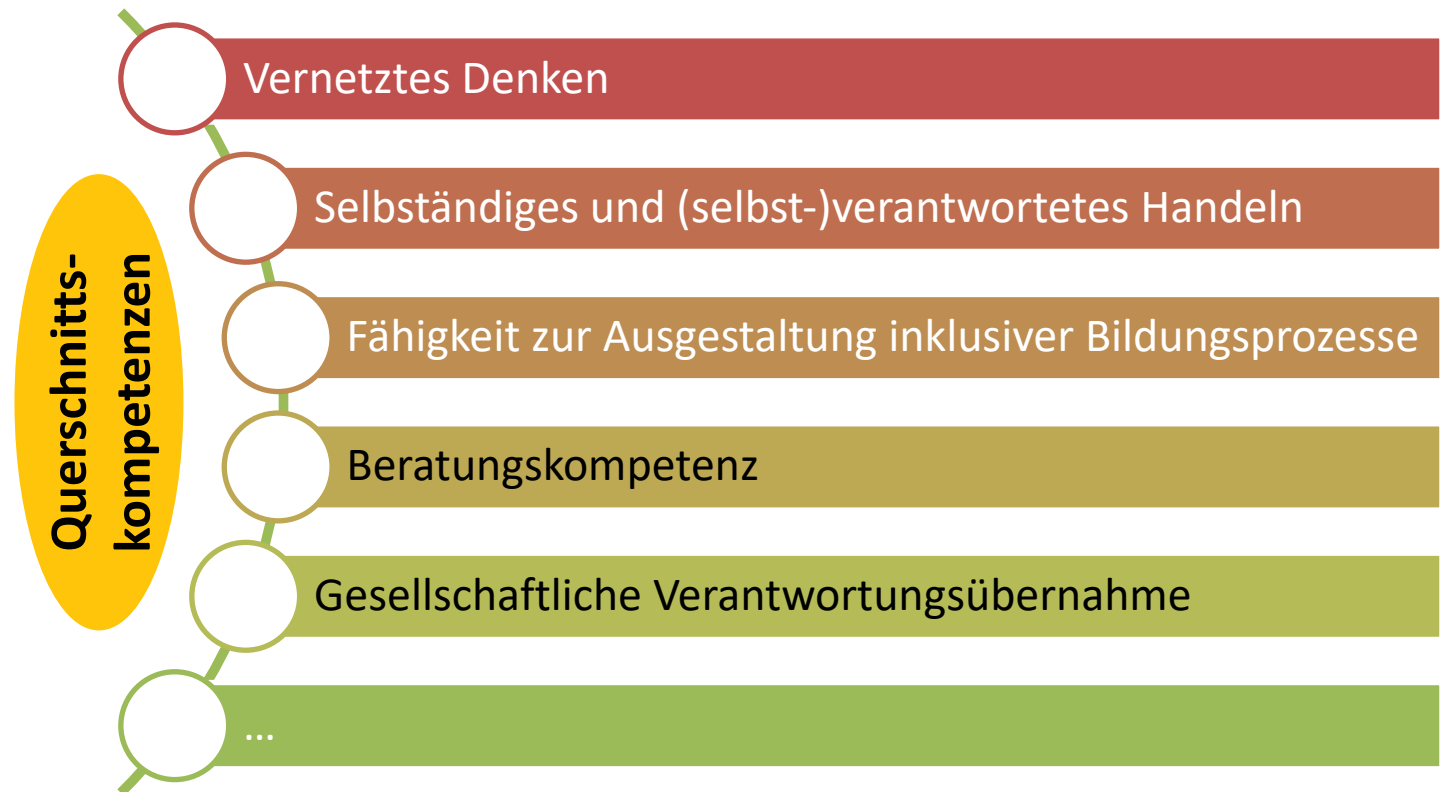 Querschnitts-
kompetenzen
Vernetztes Denken
Selbständiges und (selbst-)verantwortetes Handeln
Fähigkeit zur Ausgestaltung inklusiver Bildungsprozesse
Beratungskompetenz
Gesellschaftliche Verantwortungsübernahme
...